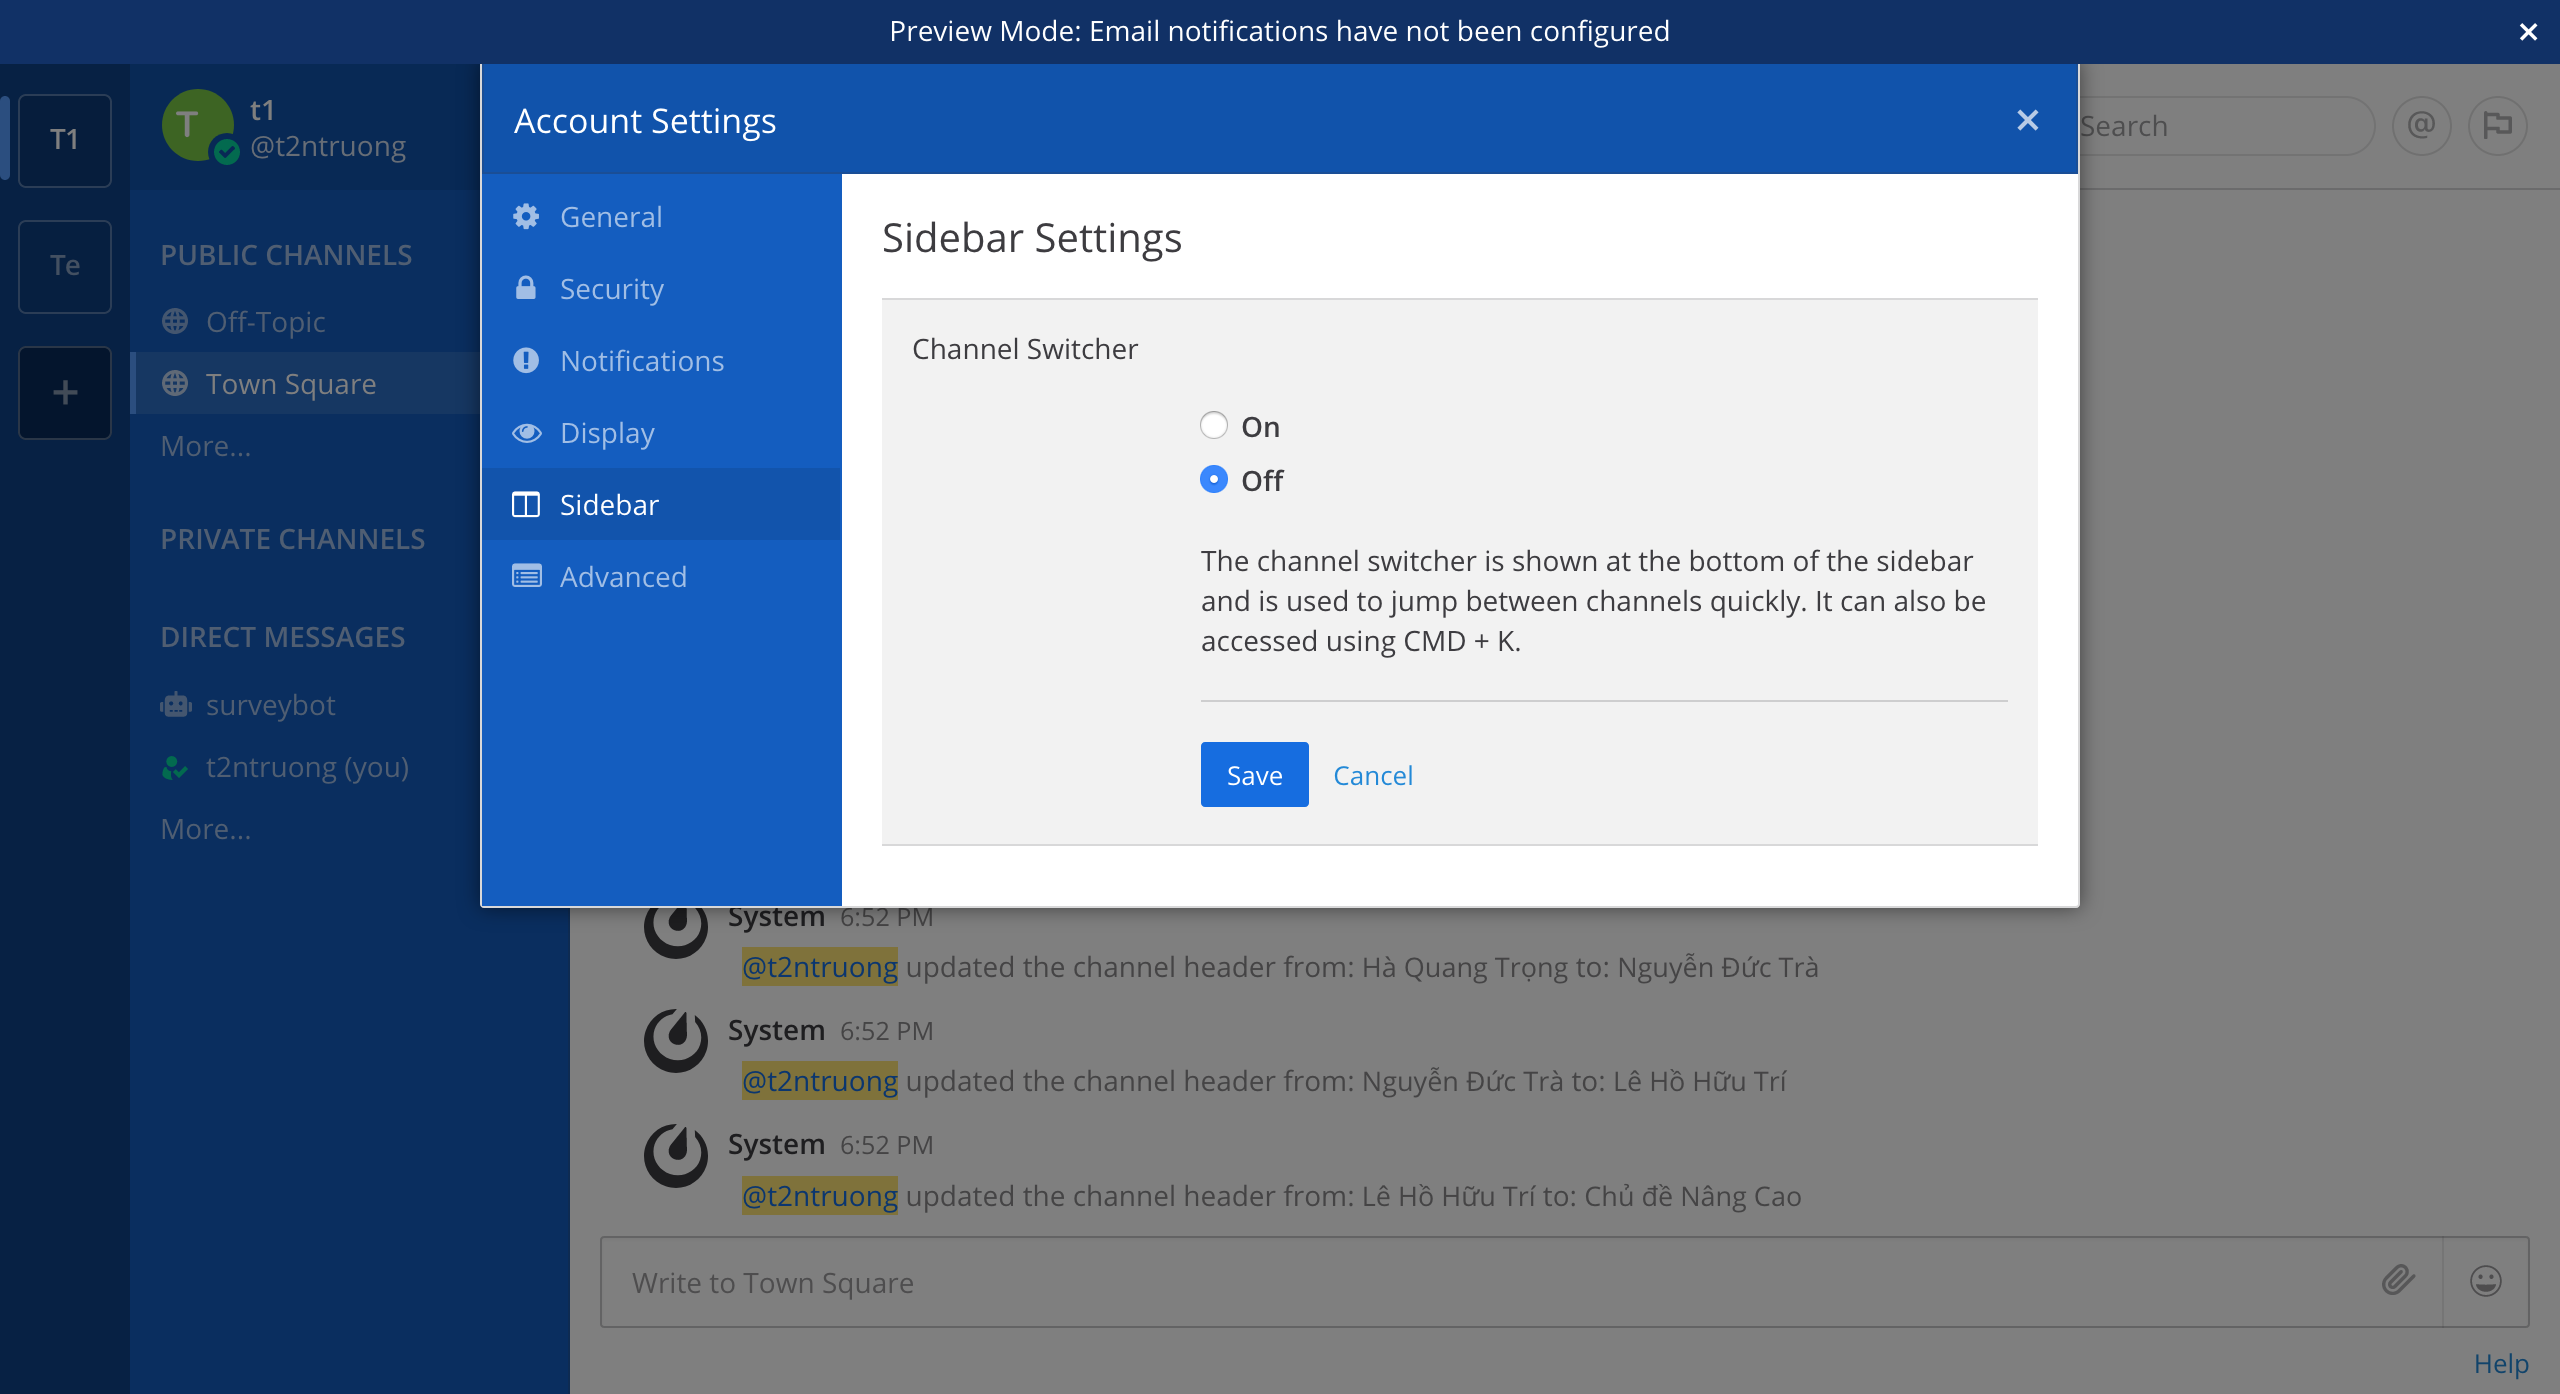 Preview Mode: Email notifications have not been configured
T1
Te
T
t1
@t2ntruong
PUBLIC CHANNELS
Off-Topic
Town Square
More...
PRIVATE CHANNELS
DIRECT MESSAGES
surveybot
t2ntruong (you)
More...
Account Settings
General
Security
Notifications
Display
Sidebar
Advanced
Sidebar Settings
Channel Switcher
On
Off
The channel switcher is shown at the bottom of the sidebar
and is used to jump between channels quickly. It can also be
accessed using CMD + K.
Save
Cancel
Search
@
System 6:52 PM
@t2ntruong updated the channel header from: Hà Quang Trọng to: Nguyễn Đức Trà
System 6:52 PM
@t2ntruong updated the channel header from: Nguyễn Đức Trà to: Lê Hồ Hữu Trí
System 6:52 PM
@t2ntruong updated the channel header from: Lê Hồ Hữu Trí to: Chủ đề Nâng Cao
Write to Town Square
Help